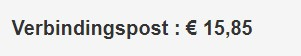 Verbindingspost : € 15,85